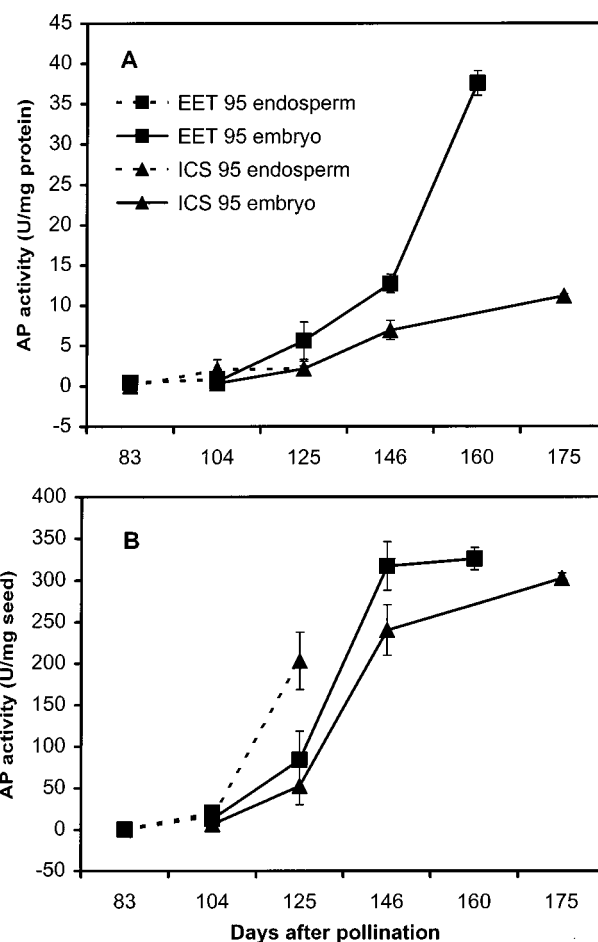 A
EET 95 endosperm
EET 95 embryo
ICS 95 endosperm
ICS 95 embryo
AP activity (U/mg protein)
45
40
35
30
25
20
15
10
5
0
-5
83 104 125 146 160 175
B
AP activity (U/mg seed)
400
350
300
250
200
150
100
50
0
-50
83 104 125 146 160 175
Days after pollination